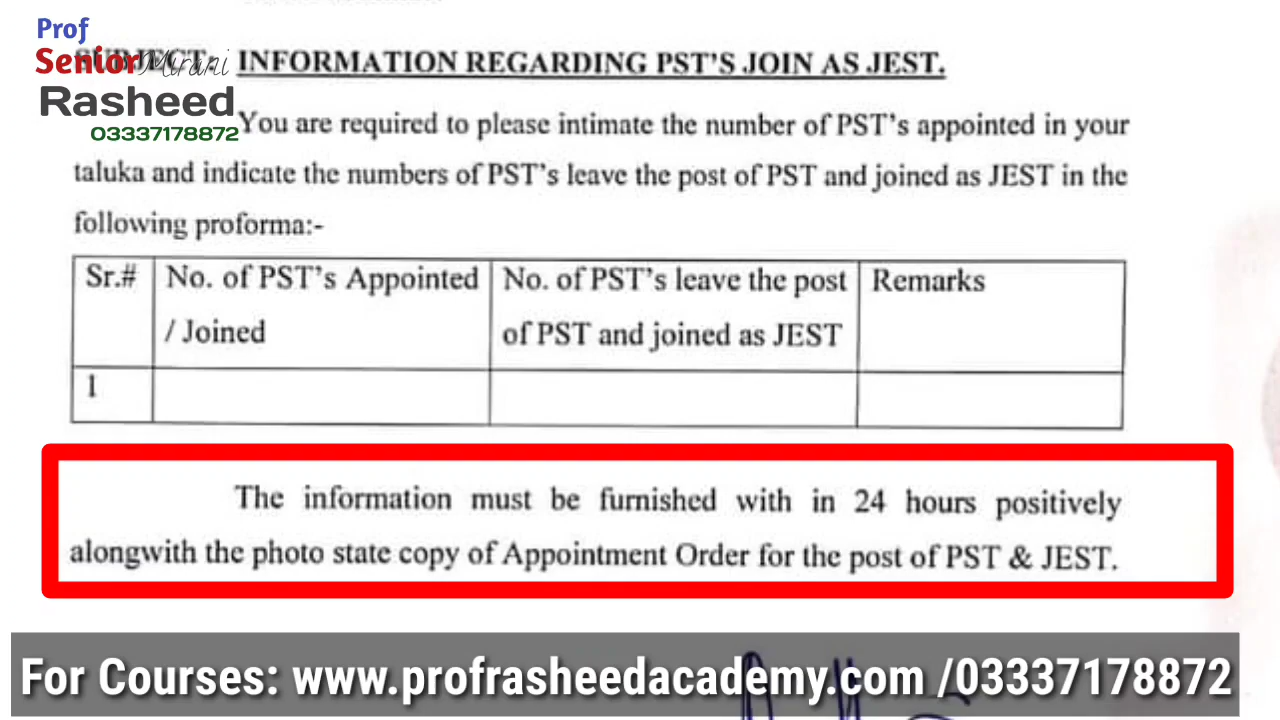 Prof
Senior Mirani
Rasheed
03337178872
SUBJECT: INFORMATION REGARDING PST'S JOIN AS JEST.
You are required to please intimate the number of PST's appointed in your
taluka and indicate the numbers of PST's leave the post of PST and joined as JEST in the
following proforma:-
Sr.# No. of PST's Appointed / Joined No. of PST's leave the post of PST and joined as JEST Remarks
1
The information must be furnished with in 24 hours positively
alongwith the photo state copy of Appointment Order for the post of PST & JEST.
For Courses: www.profrasheedacademy.com /03337178872